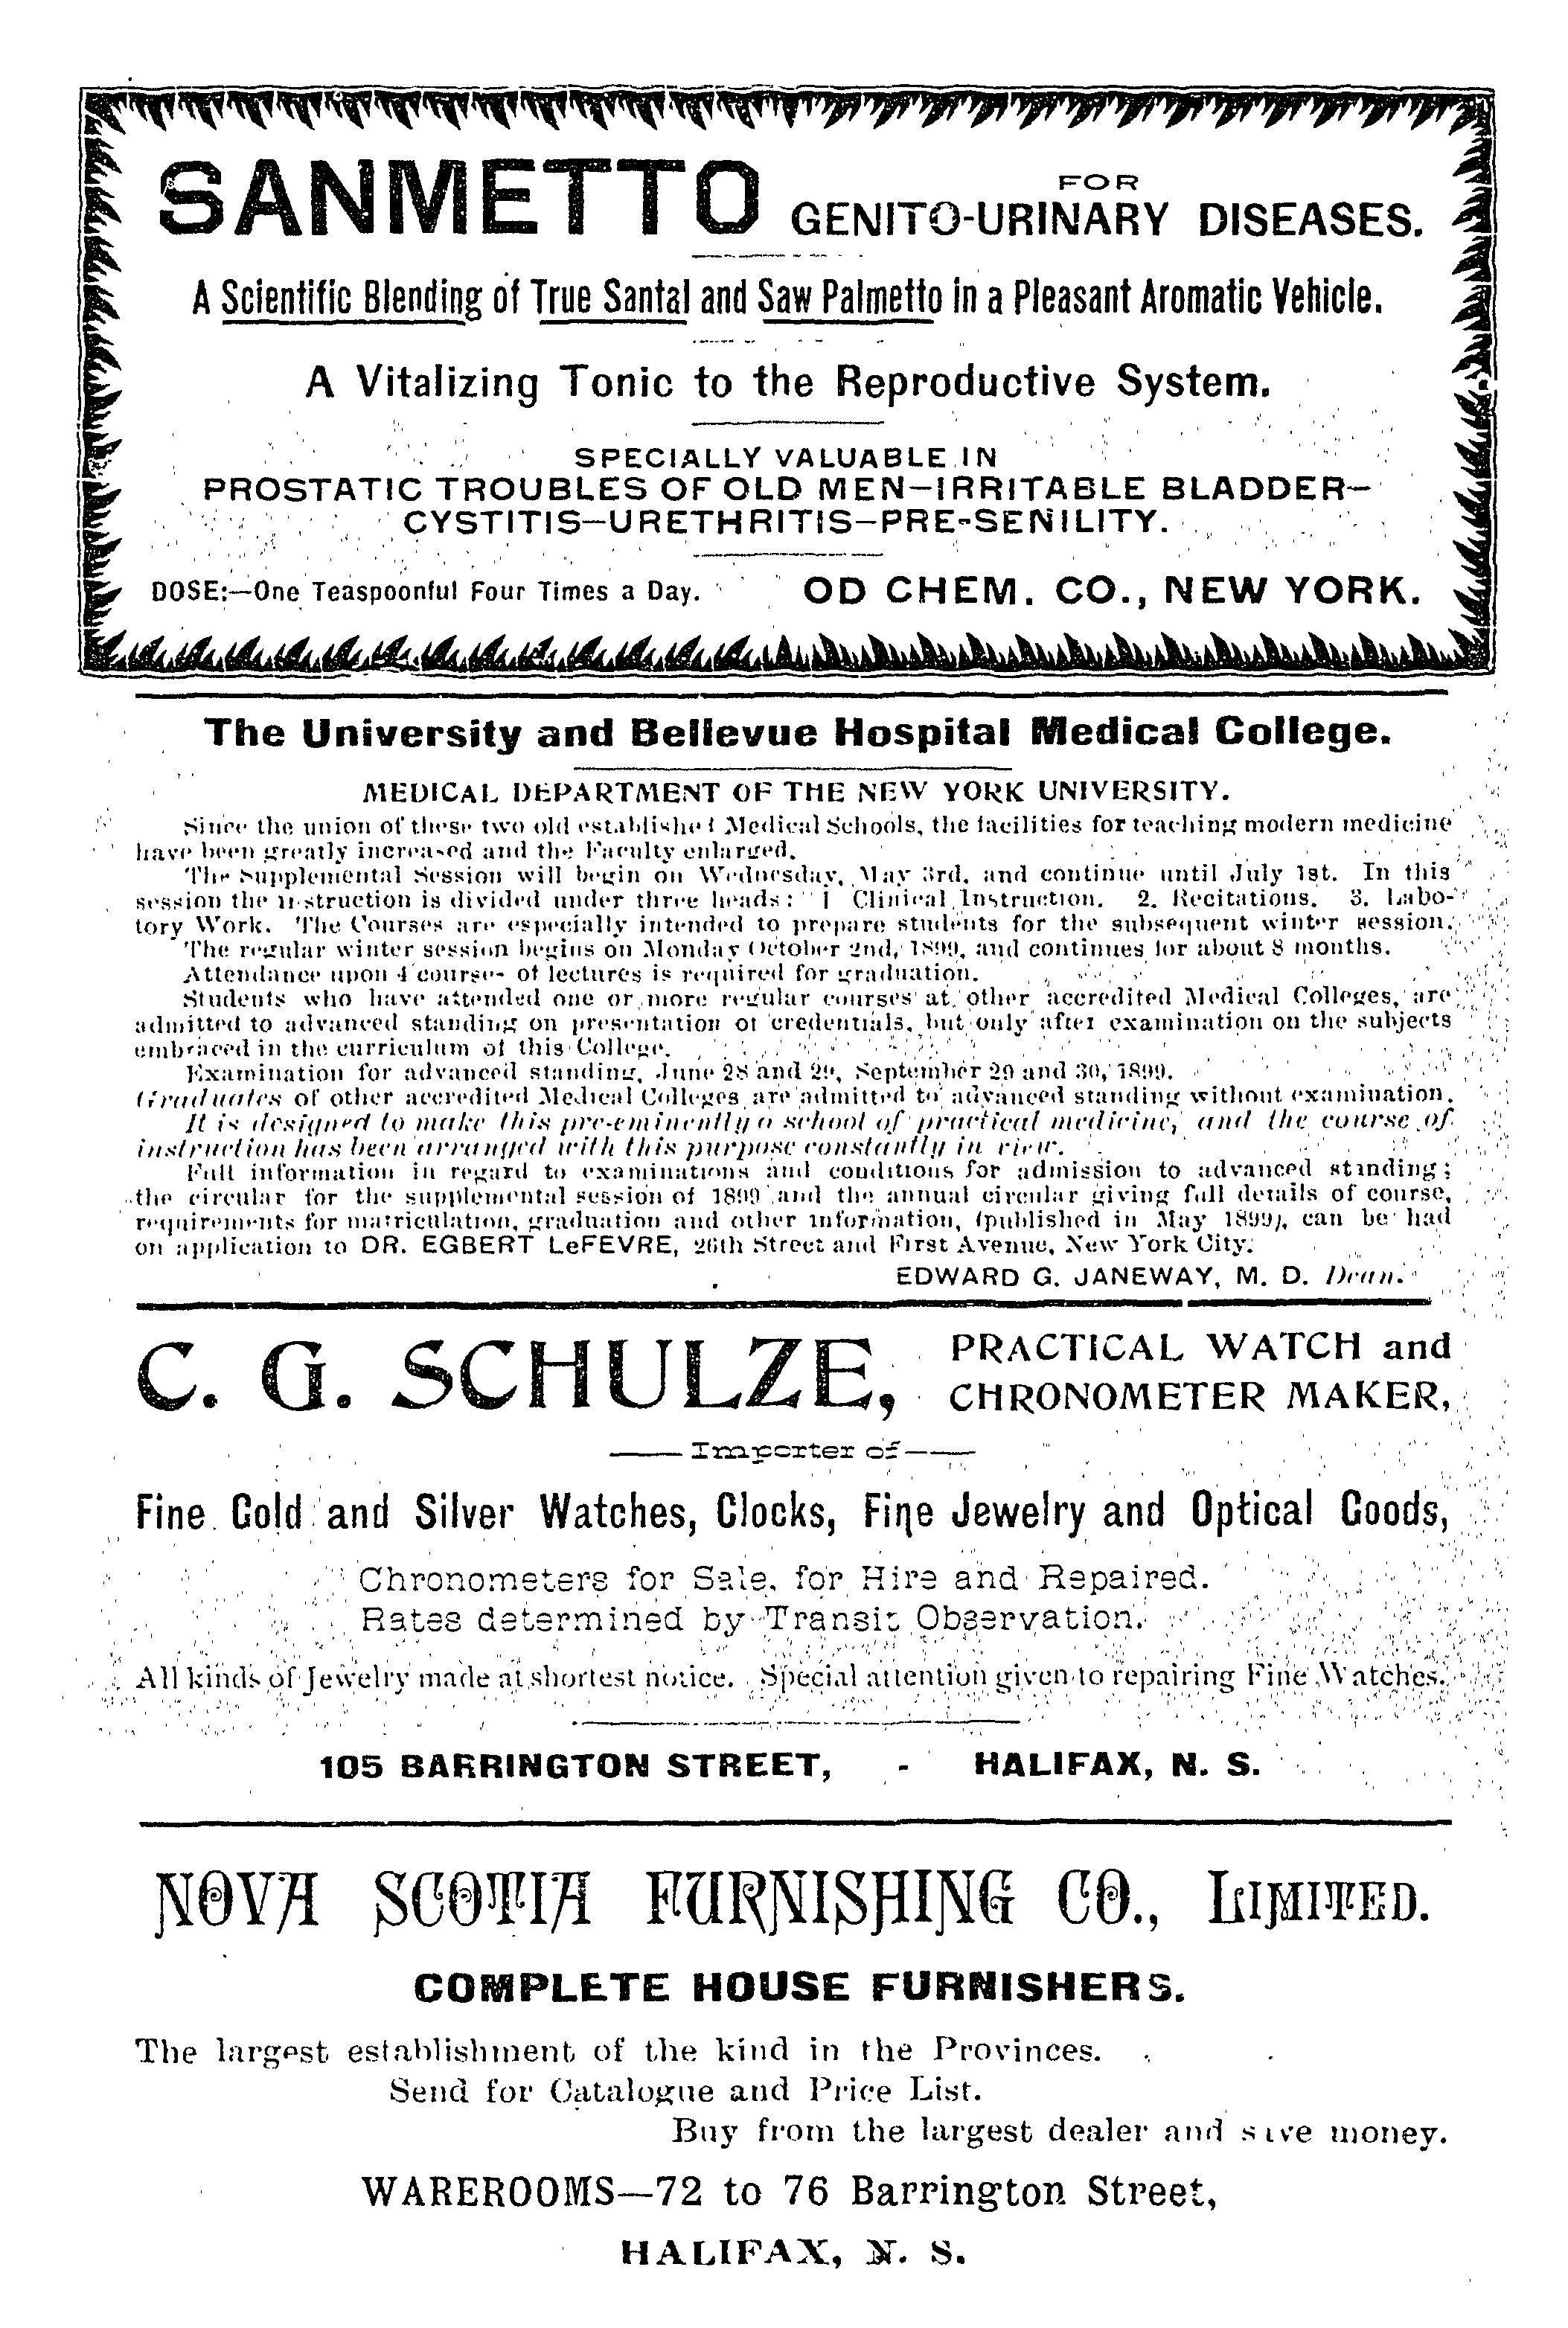 SANMETTO FOR
GENITO-URINARY DISEASES.
A Scientific Blending of True Santal and Saw Palmetto in a Pleasant Aromatic Vehicle.
A Vitalizing Tonic to the Reproductive System.
SPECIALLY VALUABLE IN
PROSTATIC TROUBLES OF OLD MEN—IRRITABLE BLADDER—
CYSTITIS—URETHRITIS—PRE-SENILITY.
DOSE:—One Teaspoonful Four Times a Day. OD CHEM. CO., NEW YORK.
The University and Bellevue Hospital Medical College.
MEDICAL DEPARTMENT OF THE NEW YORK UNIVERSITY.
Since the union of these two old established Medical Schools, the facilities for teaching modern medicine
have been greatly increased and the Faculty enlarged.
The Supplemental Session will begin on Wednesday, May 3rd, and continue until July 1st. In this
session the instruction is divided under three heads: 1 Clinical Instruction. 2. Recitations. 3. Labo-
tory Work. The Courses are especially intended to prepare students for the subsequent winter session.
The regular winter session begins on Monday October 2nd, 1899, and continues for about 8 months.
Attendance upon 4 courses of lectures is required for graduation.
Students who have attended one or more regular courses at other accredited Medical Colleges, are
admitted to advanced standing on presentation of credentials, but only after examination on the subjects
embraced in the curriculum of this College.
Examination for advanced standing, June 28 and 29, September 29 and 30, 1899.
Graduates of other accredited Medical Colleges are admitted to advanced standing without examination.
It is designed to make this pre-eminently a school of practical medicine, and the course of
instruction has been arranged with this purpose constantly in view.
Full information in regard to examinations and conditions for admission to advanced standing;
the circular for the supplemental session of 1899 and the annual circular giving full details of course,
requirements for matriculation, graduation and other information, (published in May 1899), can be had
on application to DR. EGBERT LeFEVRE, 26th Street and First Avenue, New York City.
EDWARD G. JANEWAY, M. D. Dean.
C. G. SCHULZE, PRACTICAL WATCH and
CHRONOMETER MAKER,
Importer of
Fine Gold and Silver Watches, Clocks, Fine Jewelry and Optical Goods,
Chronometers for Sale, for Hire and Repaired.
Rates determined by Transit Observation.
All kinds of Jewelry made at shortest notice. Special attention given to repairing Fine Watches.
105 BARRINGTON STREET, - HALIFAX, N. S.
NOVA SCOTIA FURNISHING CO., LIMITED.
COMPLETE HOUSE FURNISHERS.
The largest establishment of the kind in the Provinces.
Send for Catalogue and Price List.
Buy from the largest dealer and save money.
WAREROOMS—72 to 76 Barrington Street,
HALIFAX, N. S.